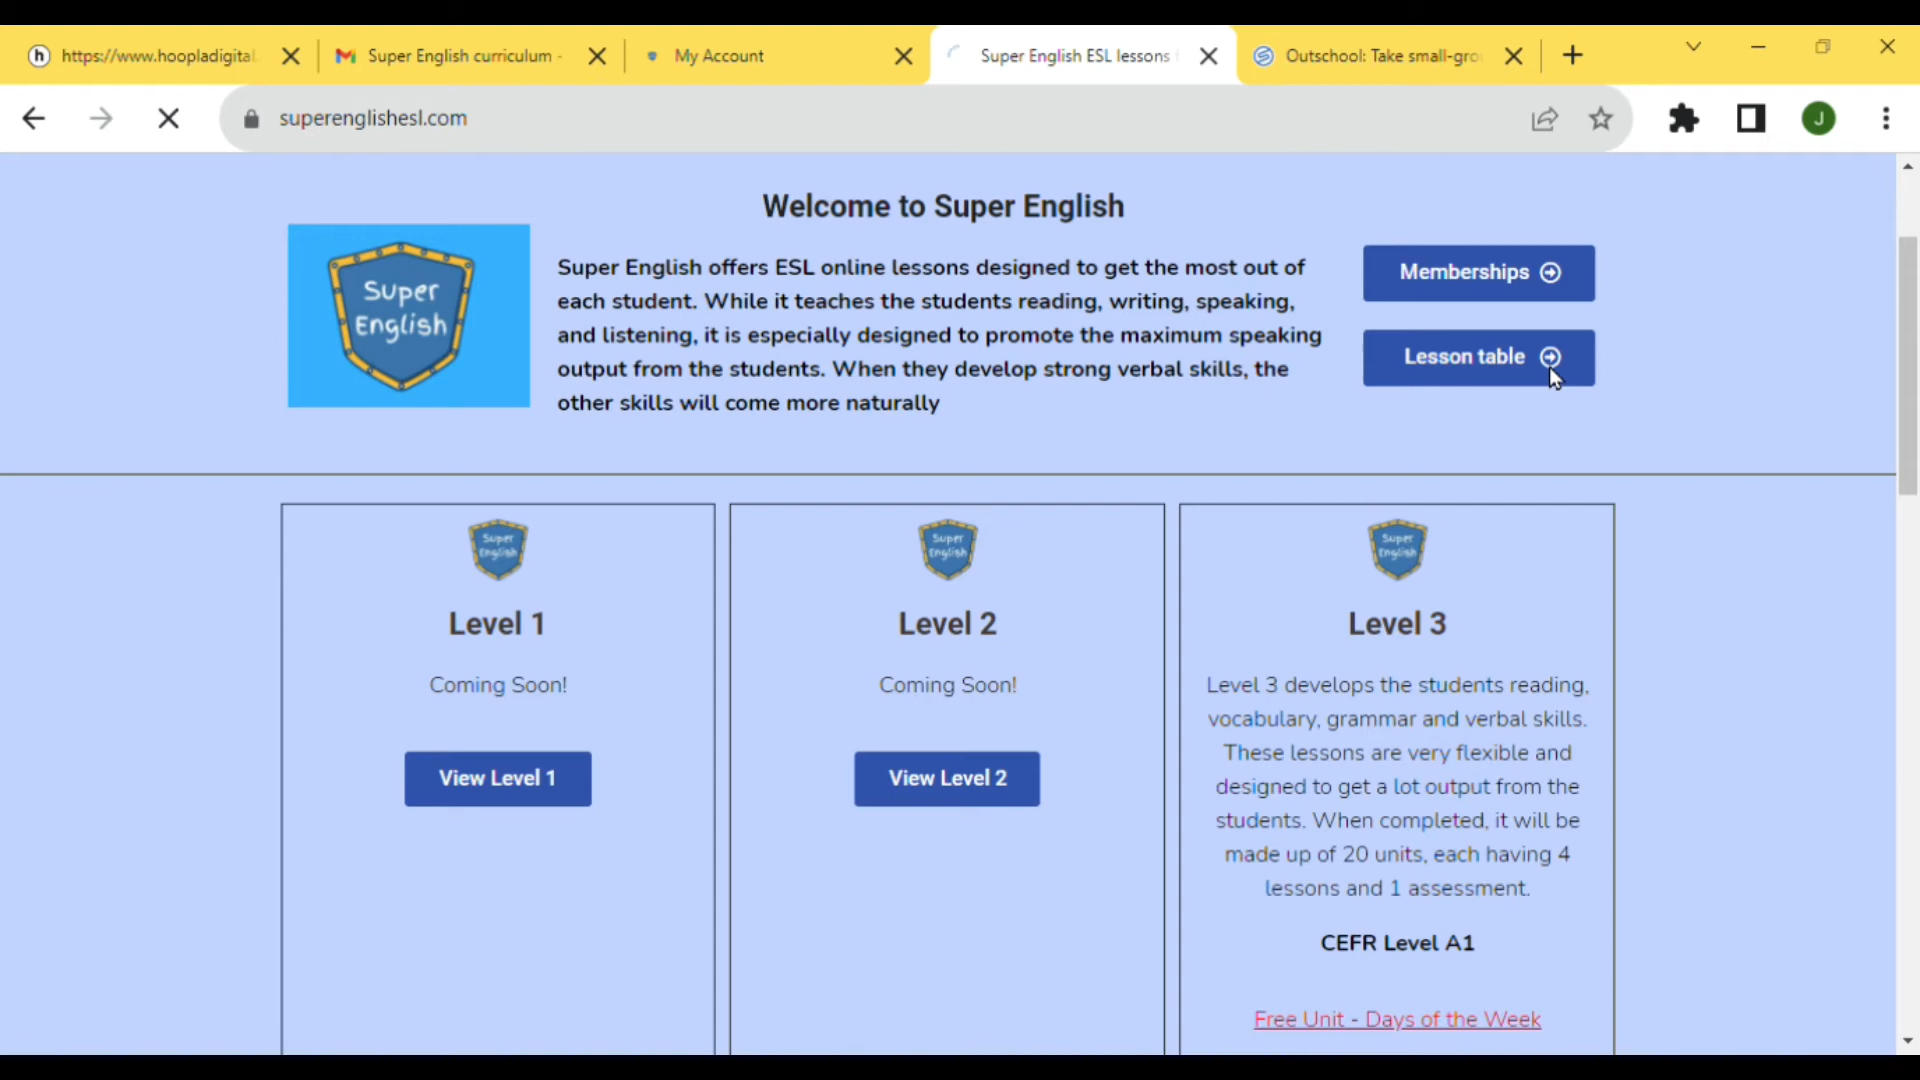 https://www.hoopladigital.
Super English curriculum -
My Account
Super English ESL lessons
Outschool: Take small-gro
superenglishesl.com
J
Welcome to Super English
Super
English
Super English offers ESL online lessons designed to get the most out of
each student. While it teaches the students reading, writing, speaking,
and listening, it is especially designed to promote the maximum speaking
output from the students. When they develop strong verbal skills, the
other skills will come more naturally
Memberships
Lesson table
Super
English
Level 1
Coming Soon!
View Level 1
Super
English
Level 2
Coming Soon!
View Level 2
Super
English
Level 3
Level 3 develops the students reading,
vocabulary, grammar and verbal skills.
These lessons are very flexible and
designed to get a lot output from the
students. When completed, it will be
made up of 20 units, each having 4
lessons and 1 assessment.
CEFR Level A1
Free Unit - Days of the Week